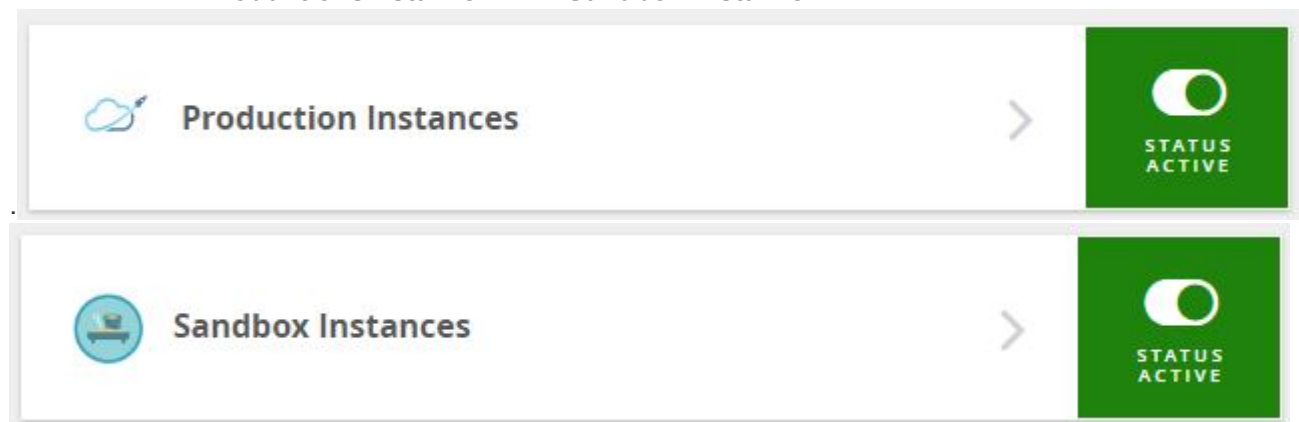 Production Instances
STATUS
ACTIVE
.
Sandbox Instances
STATUS
ACTIVE